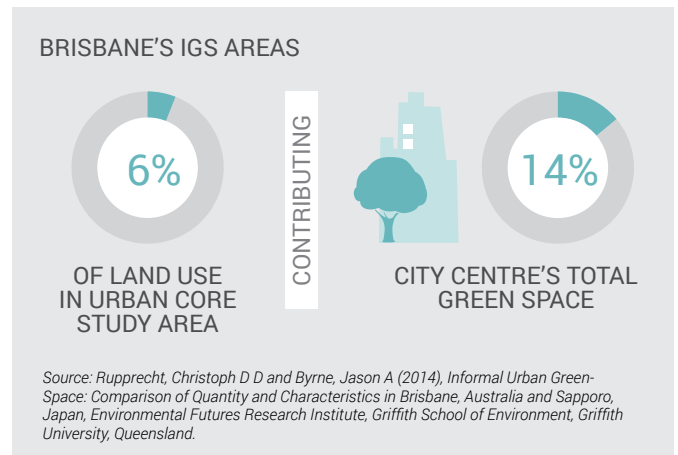 BRISBANE'S IGS AREAS
6%
OF LAND USE
IN URBAN CORE
STUDY AREA
CONTRIBUTING
14%
CITY CENTRE'S TOTAL
GREEN SPACE
Source: Rupprecht, Christoph D D and Byrne, Jason A (2014), Informal Urban Green-
Space: Comparison of Quantity and Characteristics in Brisbane, Australia and Sapporo,
Japan, Environmental Futures Research Institute, Griffith School of Environment, Griffith
University, Queensland.